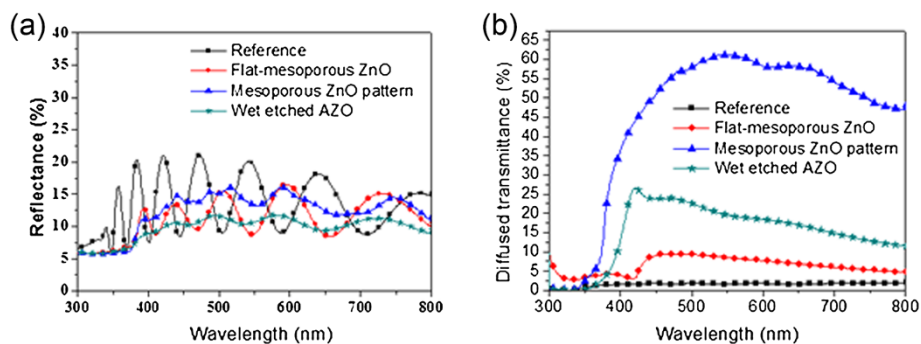 (a)
40
35
30
25
20
15
10
5
0
Reflectance (%)
Reference
Flat-mesoporous ZnO
Mesoporous ZnO pattern
Wet etched AZO
300 400 500 600 700 800
Wavelength (nm)
(b)
65
60
55
50
45
40
35
30
25
20
15
10
5
0
Diffused transmittance (%)
Reference
Flat-mesoporous ZnO
Mesoporous ZnO pattern
Wet etched AZO
300 400 500 600 700 800
Wavelength (nm)